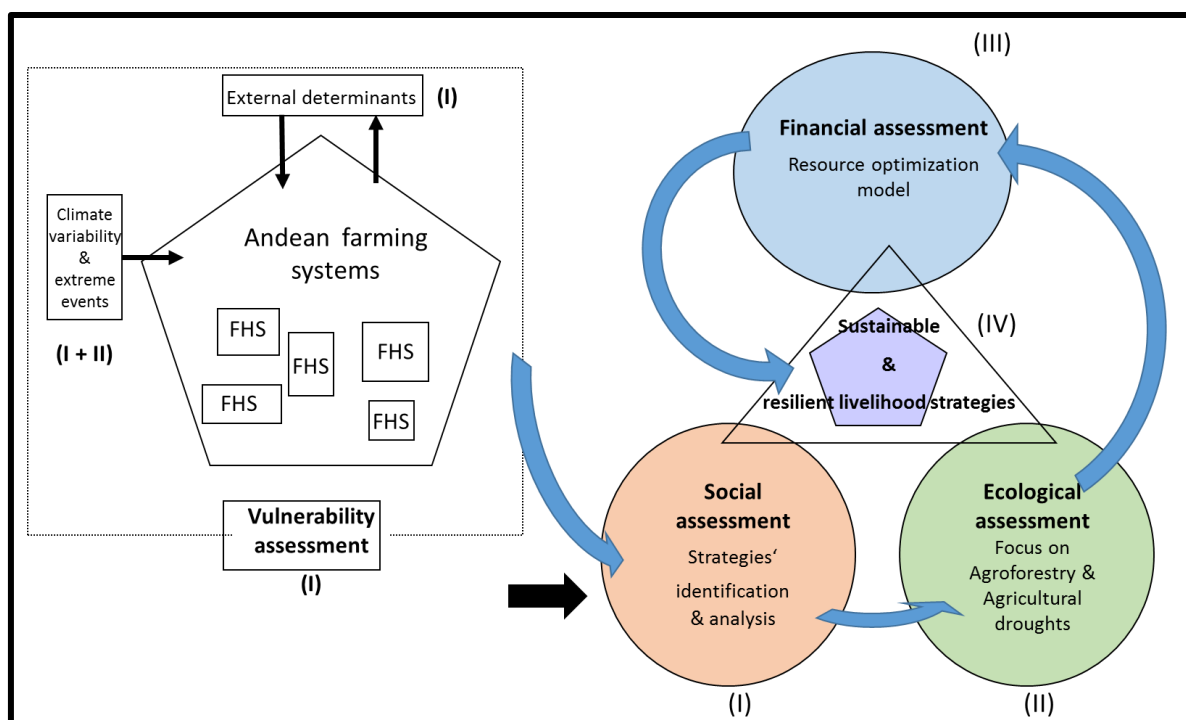 External determinants
(I)
Climate
variability
&
extreme
events
(I + II)
Andean farming
systems
FHS
FHS
FHS
FHS
FHS
Vulnerability
assessment
(I)
(III)
Financial assessment
Resource optimization
model
(IV)
Sustainable
&
resilient livelihood strategies
Social
assessment
Strategies‘
identification
& analysis
(I)
Ecological
assessment
Focus on
Agroforestry &
Agricultural
droughts
(II)